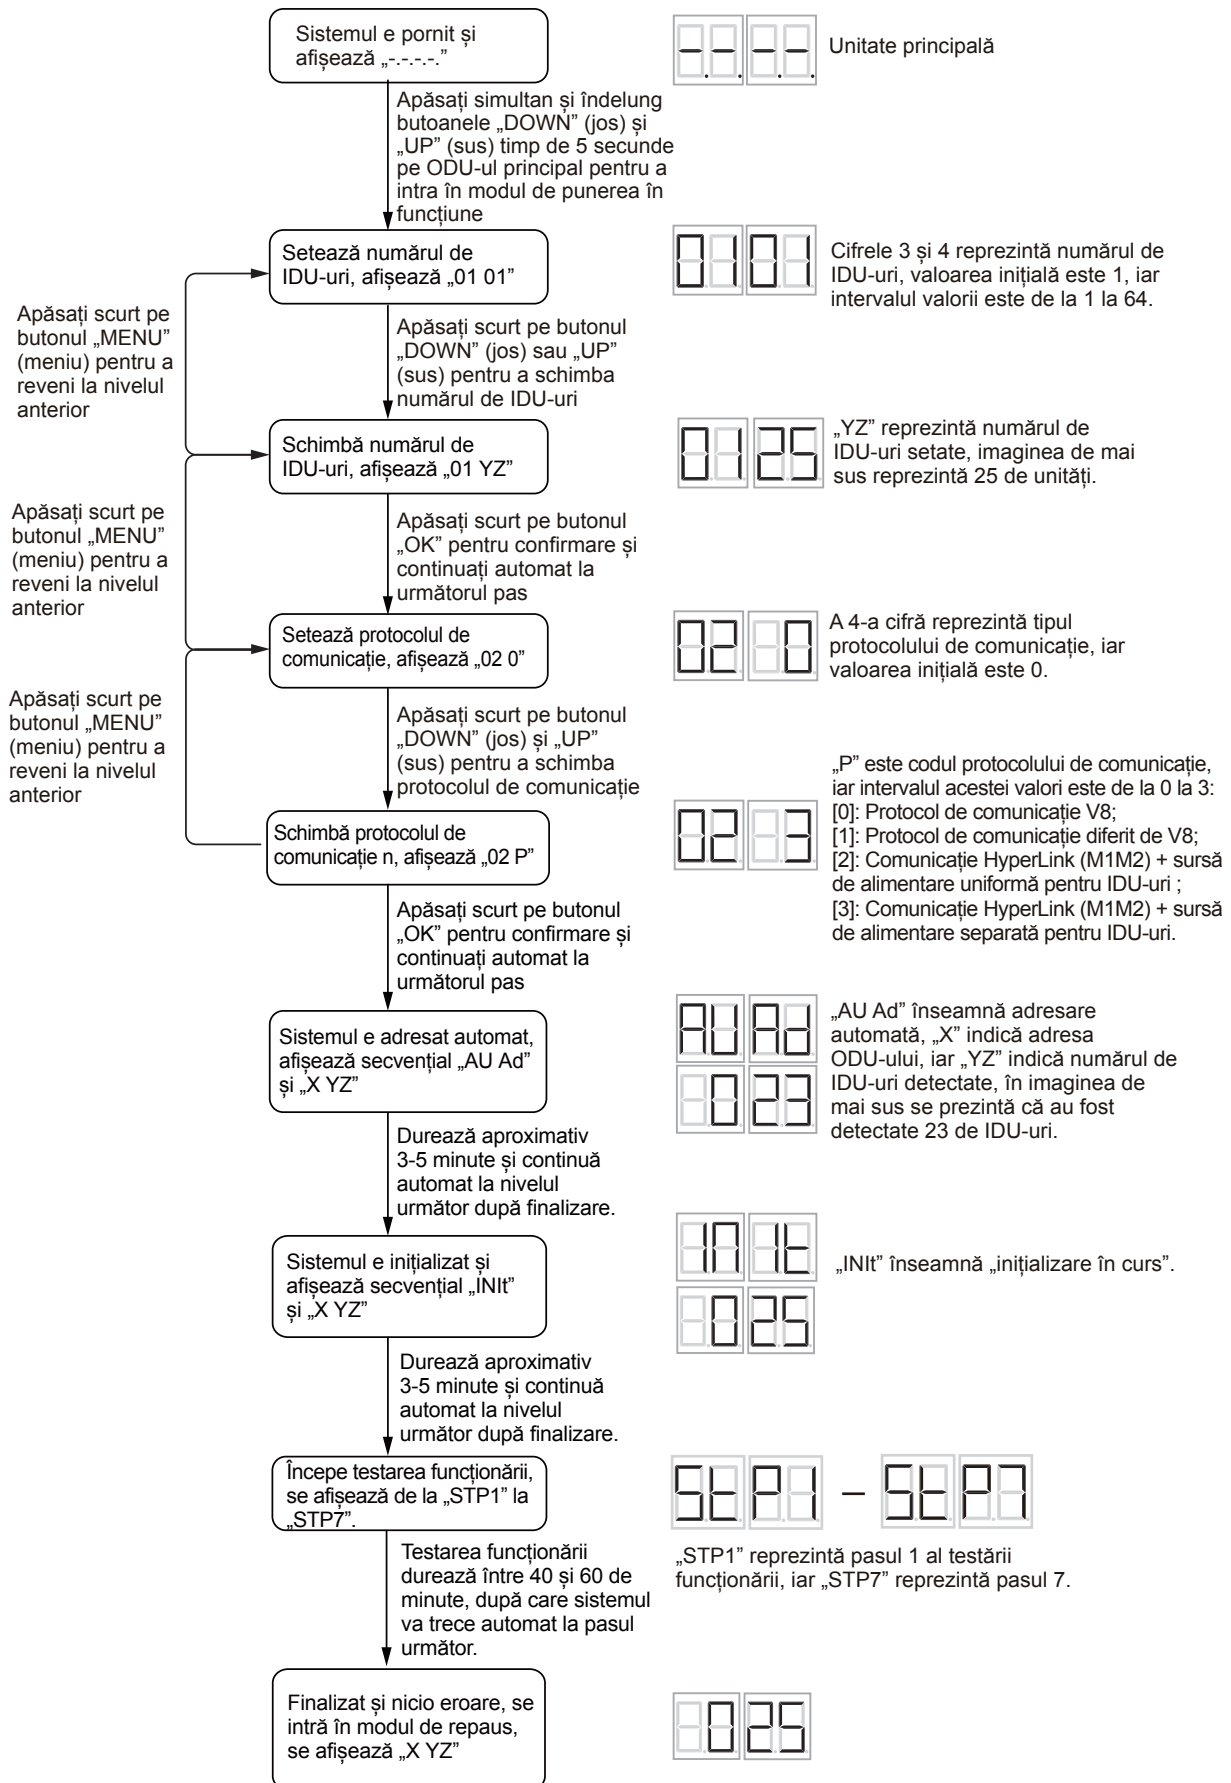 Sistemul e pornit și
afișează „-.-.-.-.”
-.-.-.-.
Unitate principală
Apăsați simultan și îndelung
butoanele „DOWN” (jos) și
„UP” (sus) timp de 5 secunde
pe ODU-ul principal pentru a
intra în modul de punerea în
funcțiune
Setează numărul de
IDU-uri, afișează „01 01”
0101
Cifrele 3 și 4 reprezintă numărul de
IDU-uri, valoarea inițială este 1, iar
intervalul valorii este de la 1 la 64.
Apăsați scurt pe
butonul „MENU”
(meniu) pentru a
reveni la nivelul
anterior
Apăsați scurt pe butonul
„DOWN” (jos) sau „UP”
(sus) pentru a schimba
numărul de IDU-uri
Schimbă numărul de
IDU-uri, afișează „01 YZ”
0125
„YZ” reprezintă numărul de
IDU-uri setate, imaginea de mai
sus reprezintă 25 de unități.
Apăsați scurt pe
butonul „MENU”
(meniu) pentru a
reveni la nivelul
anterior
Apăsați scurt pe butonul
„OK” pentru confirmare și
continuați automat la
următorul pas
Setează protocolul de
comunicație, afișează „02 0”
02 0
A 4-a cifră reprezintă tipul
protocolului de comunicație, iar
valoarea inițială este 0.
Apăsați scurt pe
butonul „MENU”
(meniu) pentru a
reveni la nivelul
anterior
Apăsați scurt pe butonul
„DOWN” (jos) și „UP”
(sus) pentru a schimba
protocolul de comunicație
Schimbă protocolul de
comunicație n, afișează „02 P”
02 3
„P” este codul protocolului de comunicație,
iar intervalul acestei valori este de la 0 la 3:
[0]: Protocol de comunicație V8;
[1]: Protocol de comunicație diferit de V8;
[2]: Comunicație HyperLink (M1M2) + sursă
de alimentare uniformă pentru IDU-uri ;
[3]: Comunicație HyperLink (M1M2) + sursă
de alimentare separată pentru IDU-uri.
Apăsați scurt pe butonul
„OK” pentru confirmare și
continuați automat la
următorul pas
Sistemul e adresat automat,
afișează secvențial „AU Ad”
și „X YZ”
AUAd
023
„AU Ad” înseamnă adresare
automată, „X” indică adresa
ODU-ului, iar „YZ” indică numărul de
IDU-uri detectate, în imaginea de
mai sus se prezintă că au fost
detectate 23 de IDU-uri.
Durează aproximativ
3-5 minute și continuă
automat la nivelul
următor după finalizare.
Sistemul e inițializat și
afișează secvențial „INIt”
și „X YZ”
INIt
025
„INIt” înseamnă „inițializare în curs”.
Durează aproximativ
3-5 minute și continuă
automat la nivelul
următor după finalizare.
Începe testarea funcționării,
se afișează de la „STP1” la
„STP7”.
StP1 – StP7
„STP1” reprezintă pasul 1 al testării
funcționării, iar „STP7” reprezintă pasul 7.
Testarea funcționării
durează între 40 și 60 de
minute, după care sistemul
va trece automat la pasul
următor.
Finalizat și nicio eroare, se
intră în modul de repaus,
se afișează „X YZ”
025